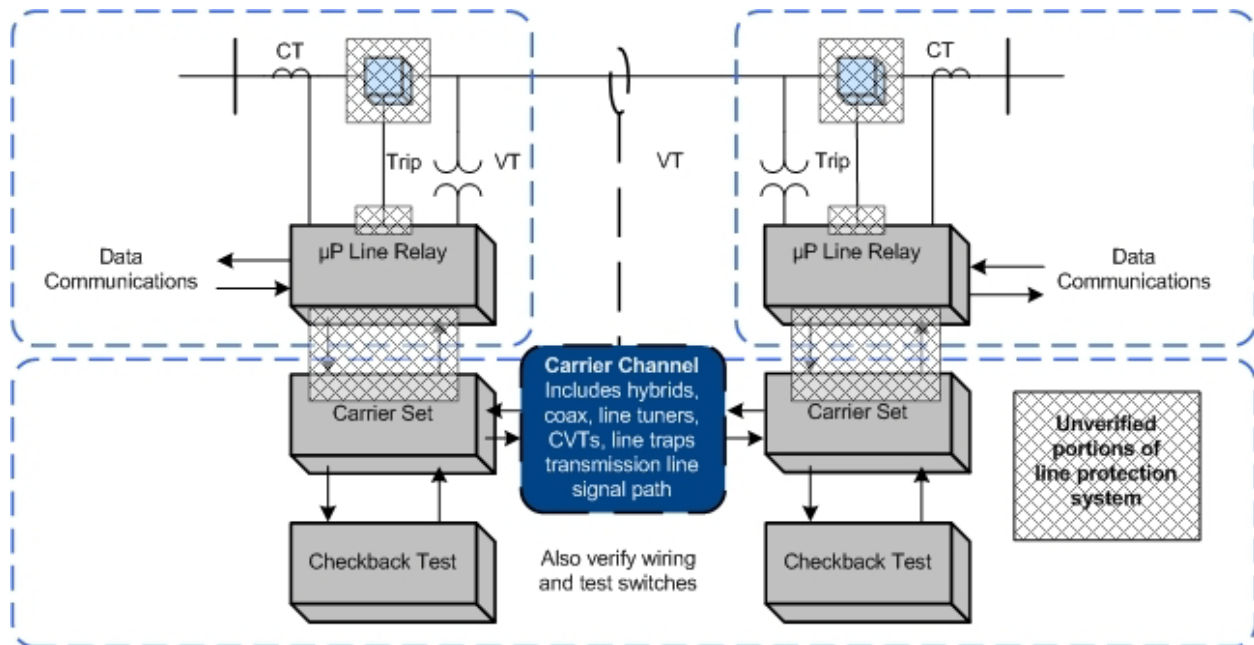 CT
CT
Trip
VT
VT
Trip
µP Line Relay
µP Line Relay
Data
Communications
Data
Communications
Carrier Channel
Includes hybrids,
coax, line tuners,
CVTs, line traps
transmission line
signal path
Carrier Set
Carrier Set
Unverified
portions of
line protection
system
Checkback Test
Also verify wiring
and test switches
Checkback Test